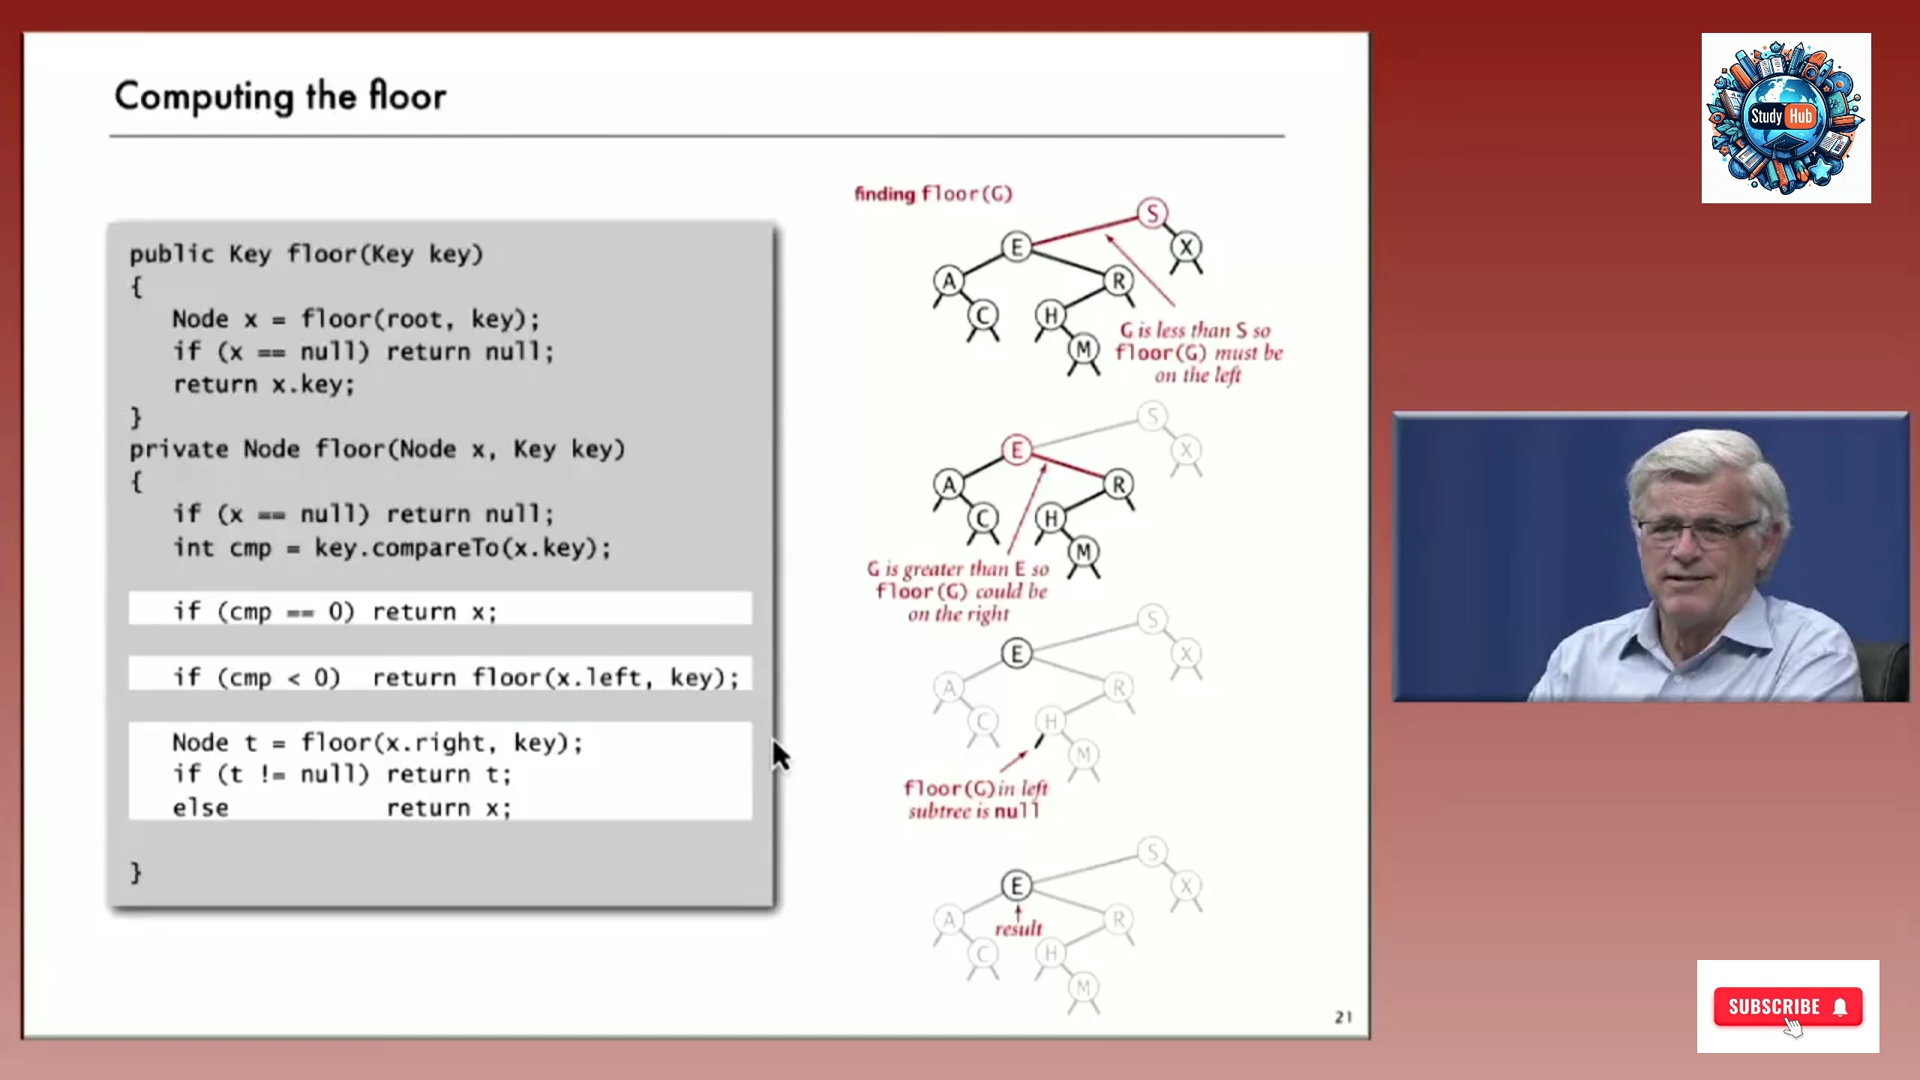 Computing the floor
public Key floor(Key key)
{
Node x = floor(root, key);
if (x == null) return null;
return x.key;
}
private Node floor(Node x, Key key)
{
if (x == null) return null;
int cmp = key.compareTo(x.key);
if (cmp == 0) return x;
if (cmp < 0) return floor(x.left, key);
Node t = floor(x.right, key);
if (t != null) return t;
else return x;
}
finding floor(G)
S
E
X
A
R
C
H
M
G is less than S so
floor(G) must be
on the left
S
E
X
A
R
C
H
M
G is greater than E so
floor(G) could be
on the right
S
E
X
A
R
C
H
M
floor(G) in left
subtree is null
S
E
X
A
R
result
C
H
M
21
Study Hub
SUBSCRIBE